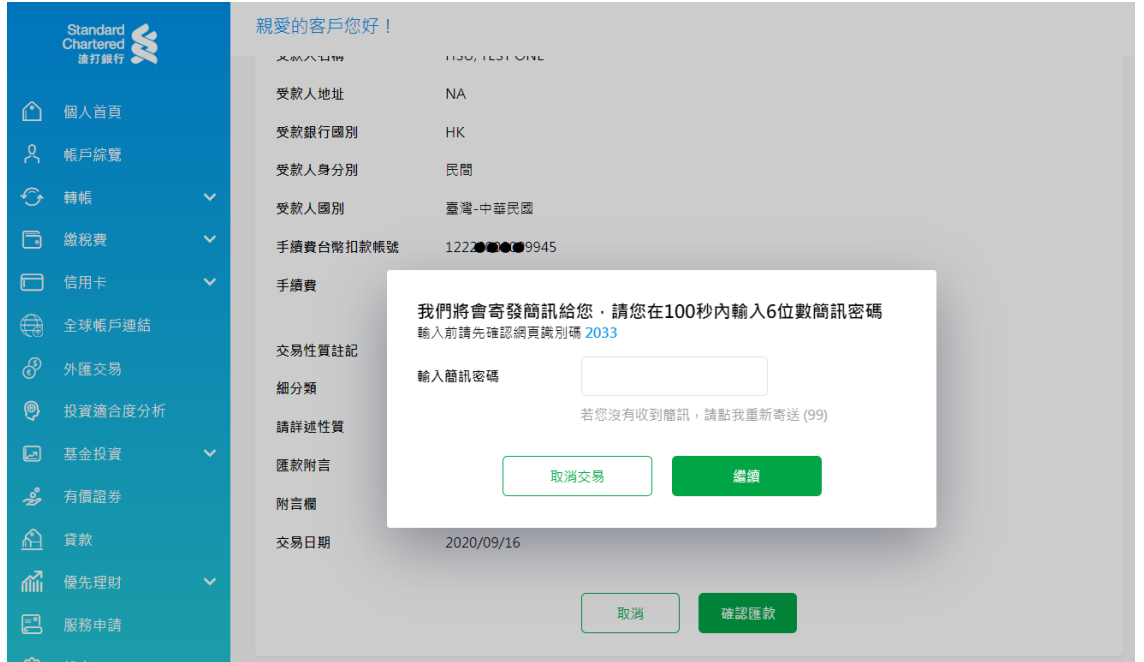 Standard
Chartered
渣打銀行
個人首頁
帳戶綜覽
轉帳
繳稅費
信用卡
全球帳戶連結
外匯交易
投資適合度分析
基金投資
有價證券
貸款
優先理財
服務申請
親愛的客戶您好！
受款人名稱 HSU, TEST ONE
受款人地址 NA
受款銀行國別 HK
受款人身分別 民間
受款人國別 臺灣-中華民國
手續費台幣扣款帳號 1222 9945
手續費
交易性質註記
細分類
請詳述性質
匯款附言
附言欄
交易日期 2020/09/16
我們將會寄發簡訊給您，請您在100秒內輸入6位數簡訊密碼
輸入前請先確認網頁識別碼 2033
輸入簡訊密碼
若您沒有收到簡訊，請點我重新寄送 (99)
取消交易 繼續
取消 確認匯款